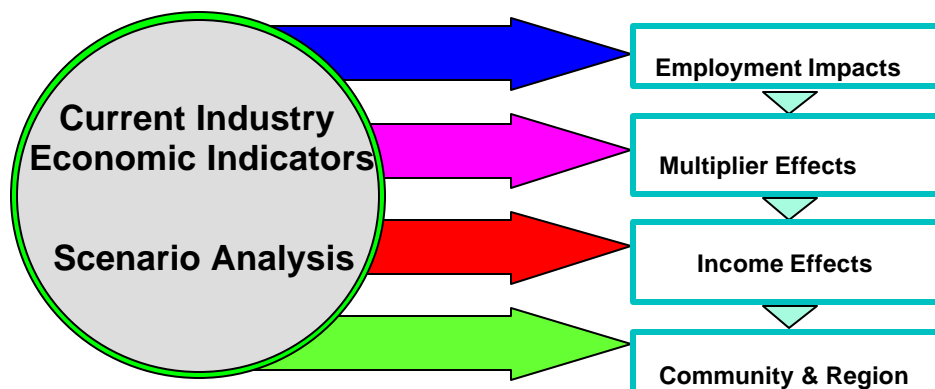 Current Industry
Economic Indicators
Scenario Analysis
Employment Impacts
Multiplier Effects
Income Effects
Community & Region